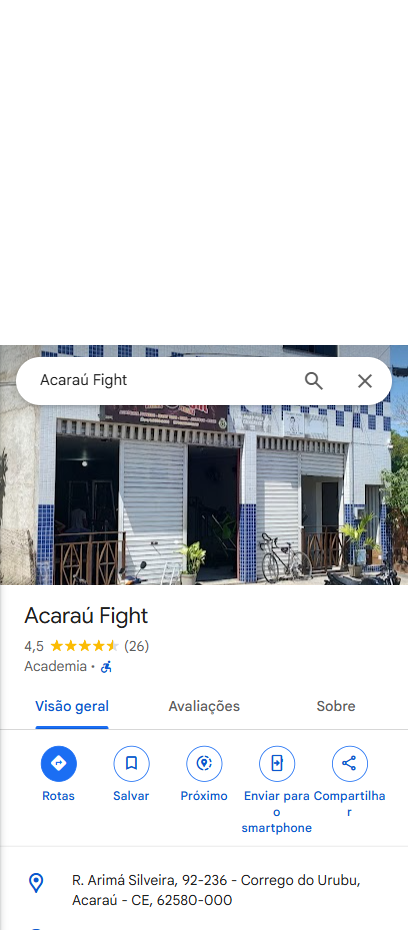 Acaraú Fight
Acaraú Fight
4,5 (26)
Academia ·
Visão geral Avaliações Sobre
Rotas Salvar Próximo Enviar para o smartphone Compartilhar
R. Arimá Silveira, 92-236 - Corrego do Urubu,
Acaraú - CE, 62580-000